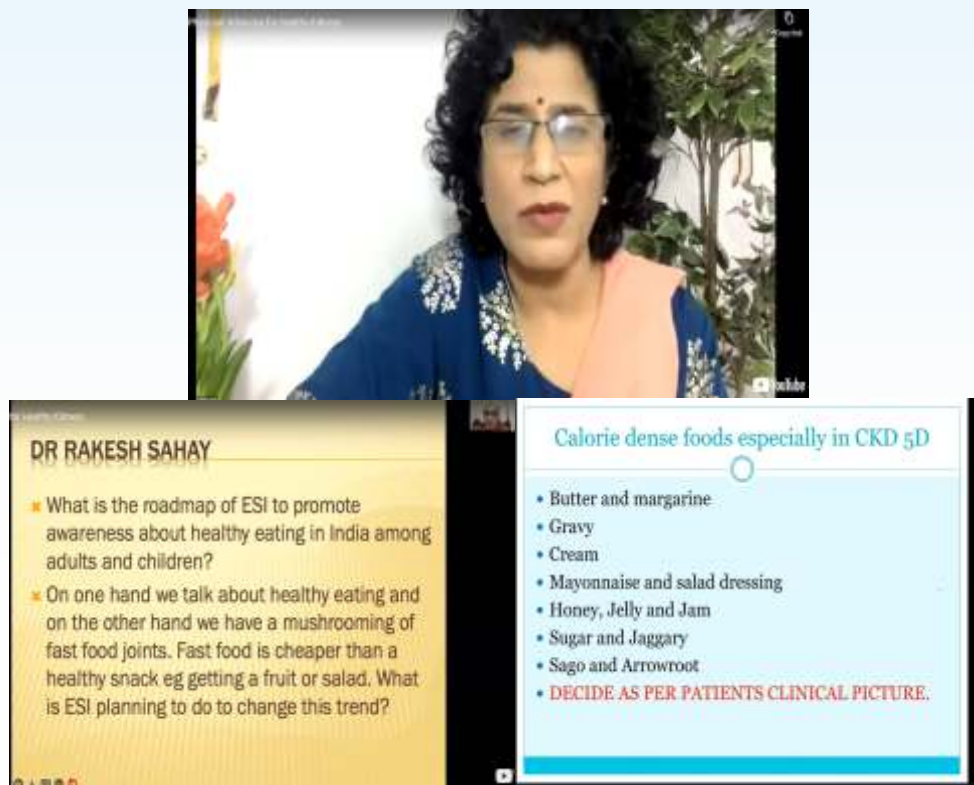 YouTube
DR RAKESH SAHAY
✖ What is the roadmap of ESI to promote
awareness about healthy eating in India among
adults and children?
✖ On one hand we talk about healthy eating and
on the other hand we have a mushrooming of
fast food joints. Fast food is cheaper than a
healthy snack eg getting a fruit or salad. What
is ESI planning to do to change this trend?
Calorie dense foods especially in CKD 5D
• Butter and margarine
• Gravy
• Cream
• Mayonnaise and salad dressing
• Honey, Jelly and Jam
• Sugar and Jaggary
• Sago and Arrowroot
• DECIDE AS PER PATIENTS CLINICAL PICTURE.